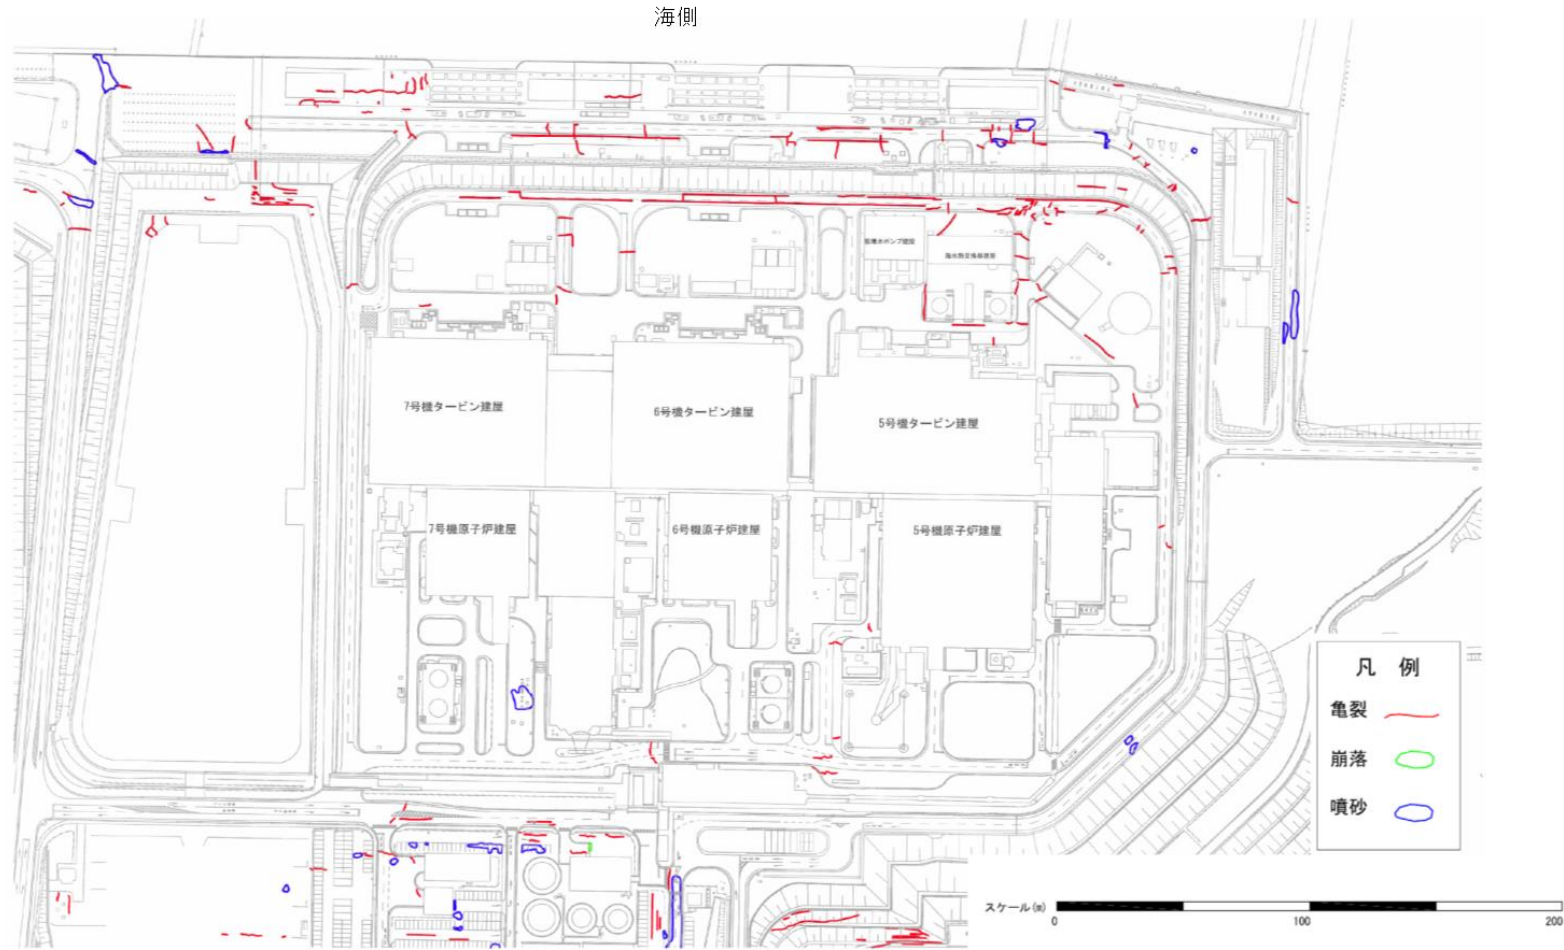 海側
7号機タービン建屋
6号機タービン建屋
5号機タービン建屋
7号機原子炉建屋
6号機原子炉建屋
5号機原子炉建屋
凡 例
亀裂
崩落
噴砂
スケール(m)
0
100
200